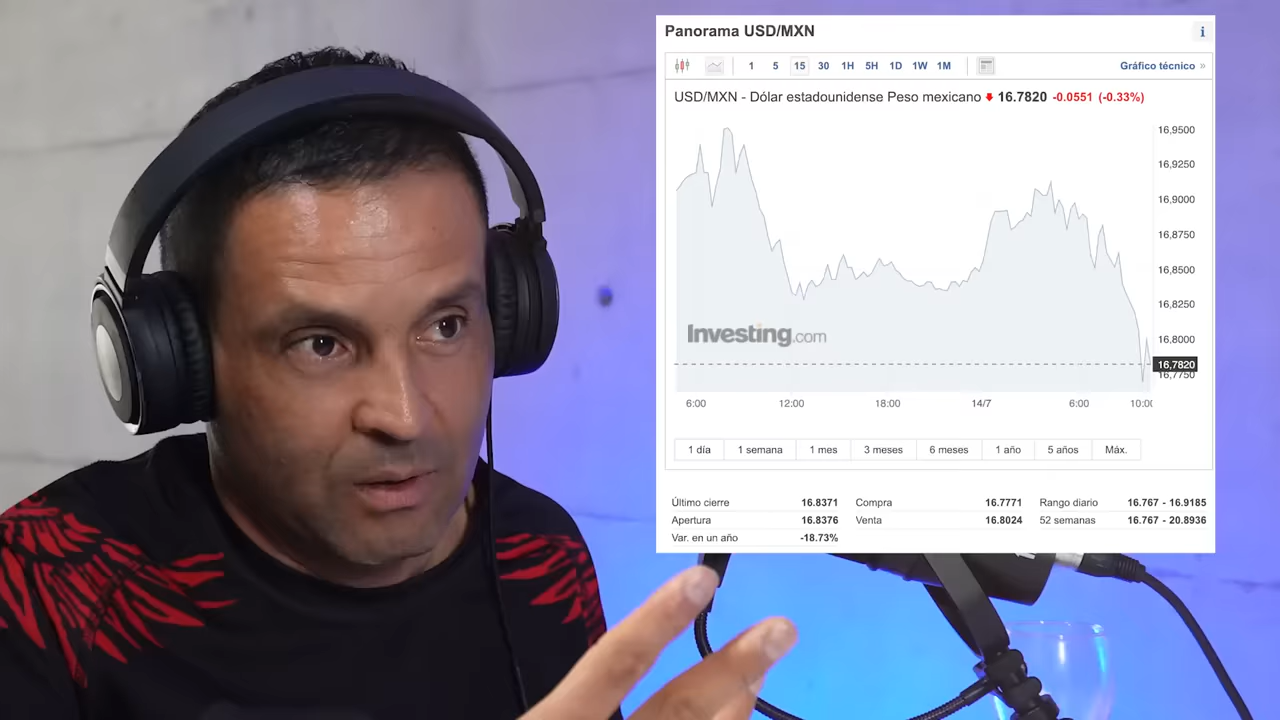 Panorama USD/MXN
1 5 15 30 1H 5H 1D 1W 1M Gráfico técnico »
USD/MXN - Dólar estadounidense Peso mexicano 16.7820 -0.0551 (-0.33%)
16,9500
16,9250
16,9000
16,8750
16,8500
16,8250
16,8000
16,7820
16,7750
Investing.com
6:00 12:00 18:00 14/7 6:00 10:00
1 día 1 semana 1 mes 3 meses 6 meses 1 año 5 años Máx.
Último cierre 16.8371 Compra 16.7771 Rango diario 16.767 - 16.9185
Apertura 16.8376 Venta 16.8024 52 semanas 16.767 - 20.8936
Var. en un año -18.73%